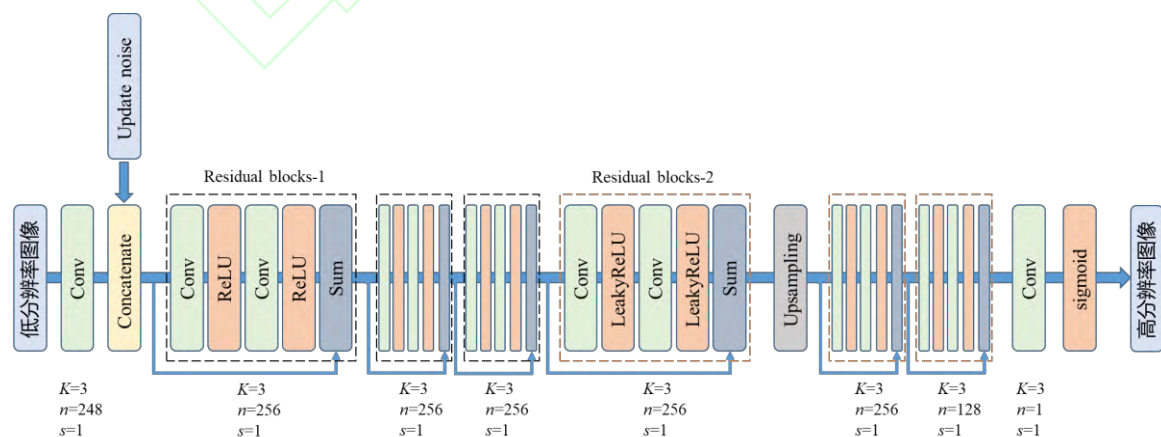 Update noise
Residual blocks-1
Residual blocks-2
低分辨率图像
Conv
Concatenate
Conv
ReLU
Conv
ReLU
Sum
Conv
LeakyReLU
Conv
LeakyReLU
Sum
Upsampling
Conv
sigmoid
高分辨率图像
K=3
n=248
s=1
K=3
n=256
s=1
K=3
n=256
s=1
K=3
n=256
s=1
K=3
n=256
s=1
K=3
n=256
s=1
K=3
n=128
s=1
K=3
n=1
s=1